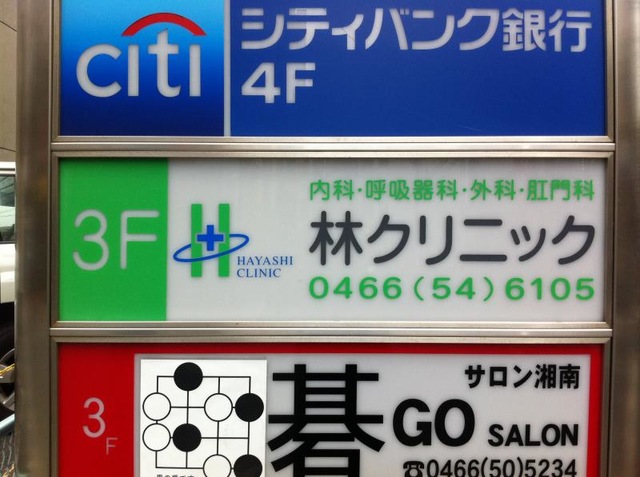 citi
シティバンク銀行
4F
3F
HAYASHI
CLINIC
内科・呼吸器科・外科・肛門科
林クリニック
0466(54)6105
3F
碁
サロン湘南
GO SALON
☎0466(50)5234